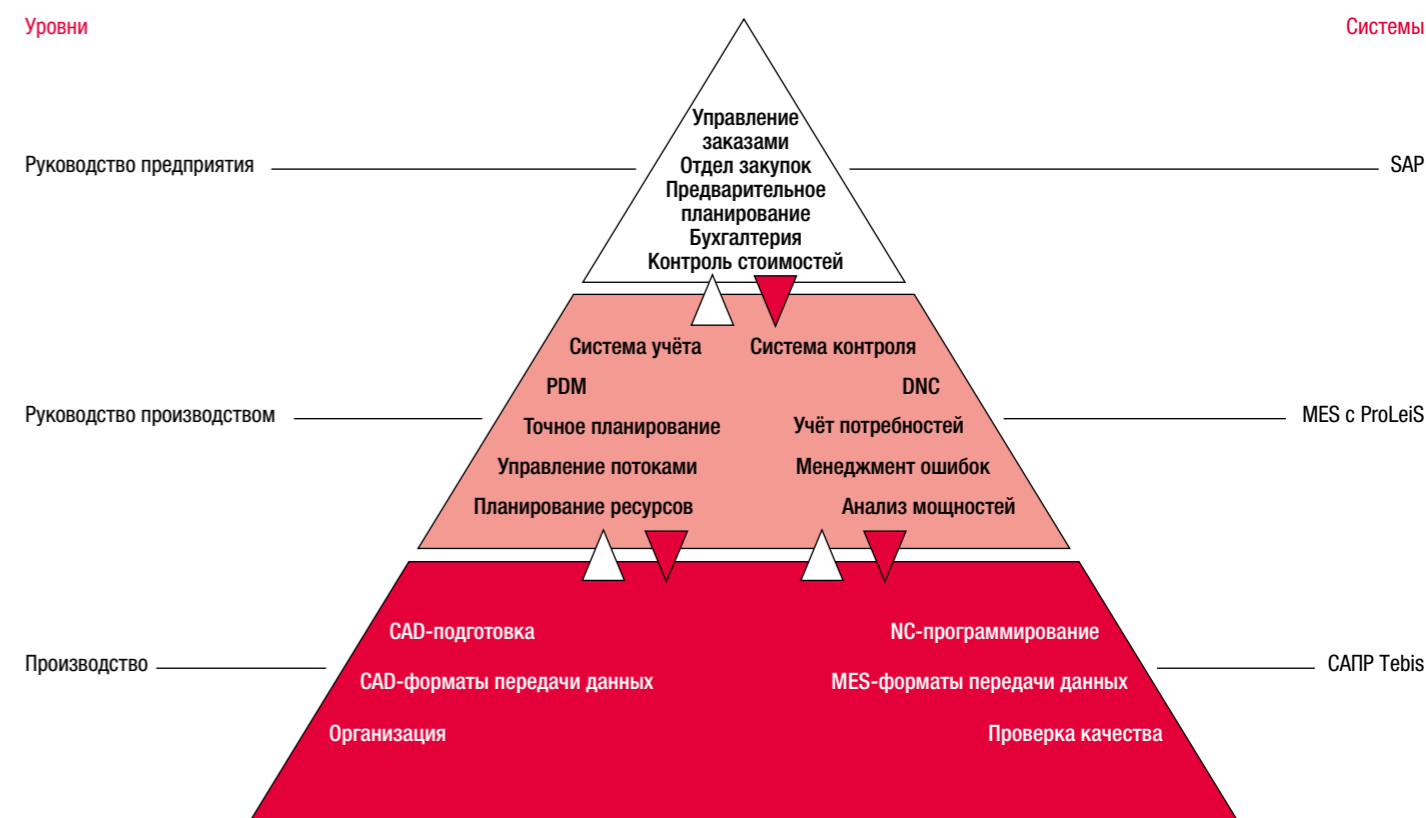 Уровни
Системы
Управление
заказами
Руководство предприятия
Отдел закупок
SAP
Предварительное
планирование
Бухгалтерия
Контроль стоимостей
Система учёта
Система контроля
PDM
DNC
Руководство производством
Точное планирование
Учёт потребностей
MES с ProLeiS
Управление потоками
Менеджмент ошибок
Планирование ресурсов
Анализ мощностей
CAD-подготовка
NC-программирование
Производство
CAD-форматы передачи данных
MES-форматы передачи данных
САПР Tebis
Организация
Проверка качества